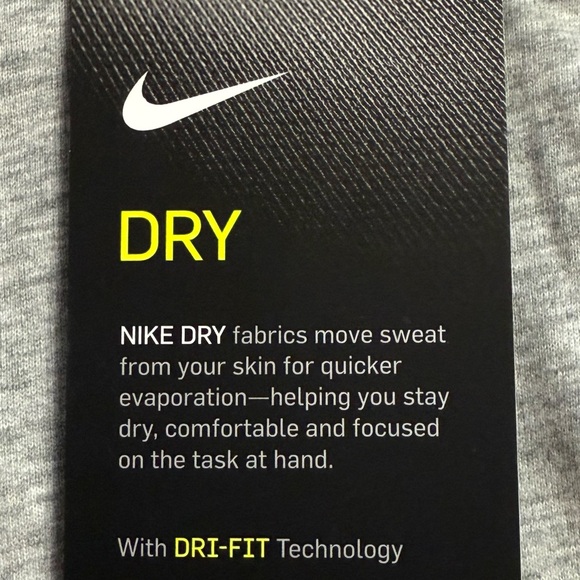 DRY
NIKE DRY fabrics move sweat
from your skin for quicker
evaporation—helping you stay
dry, comfortable and focused
on the task at hand.
With DRI-FIT Technology